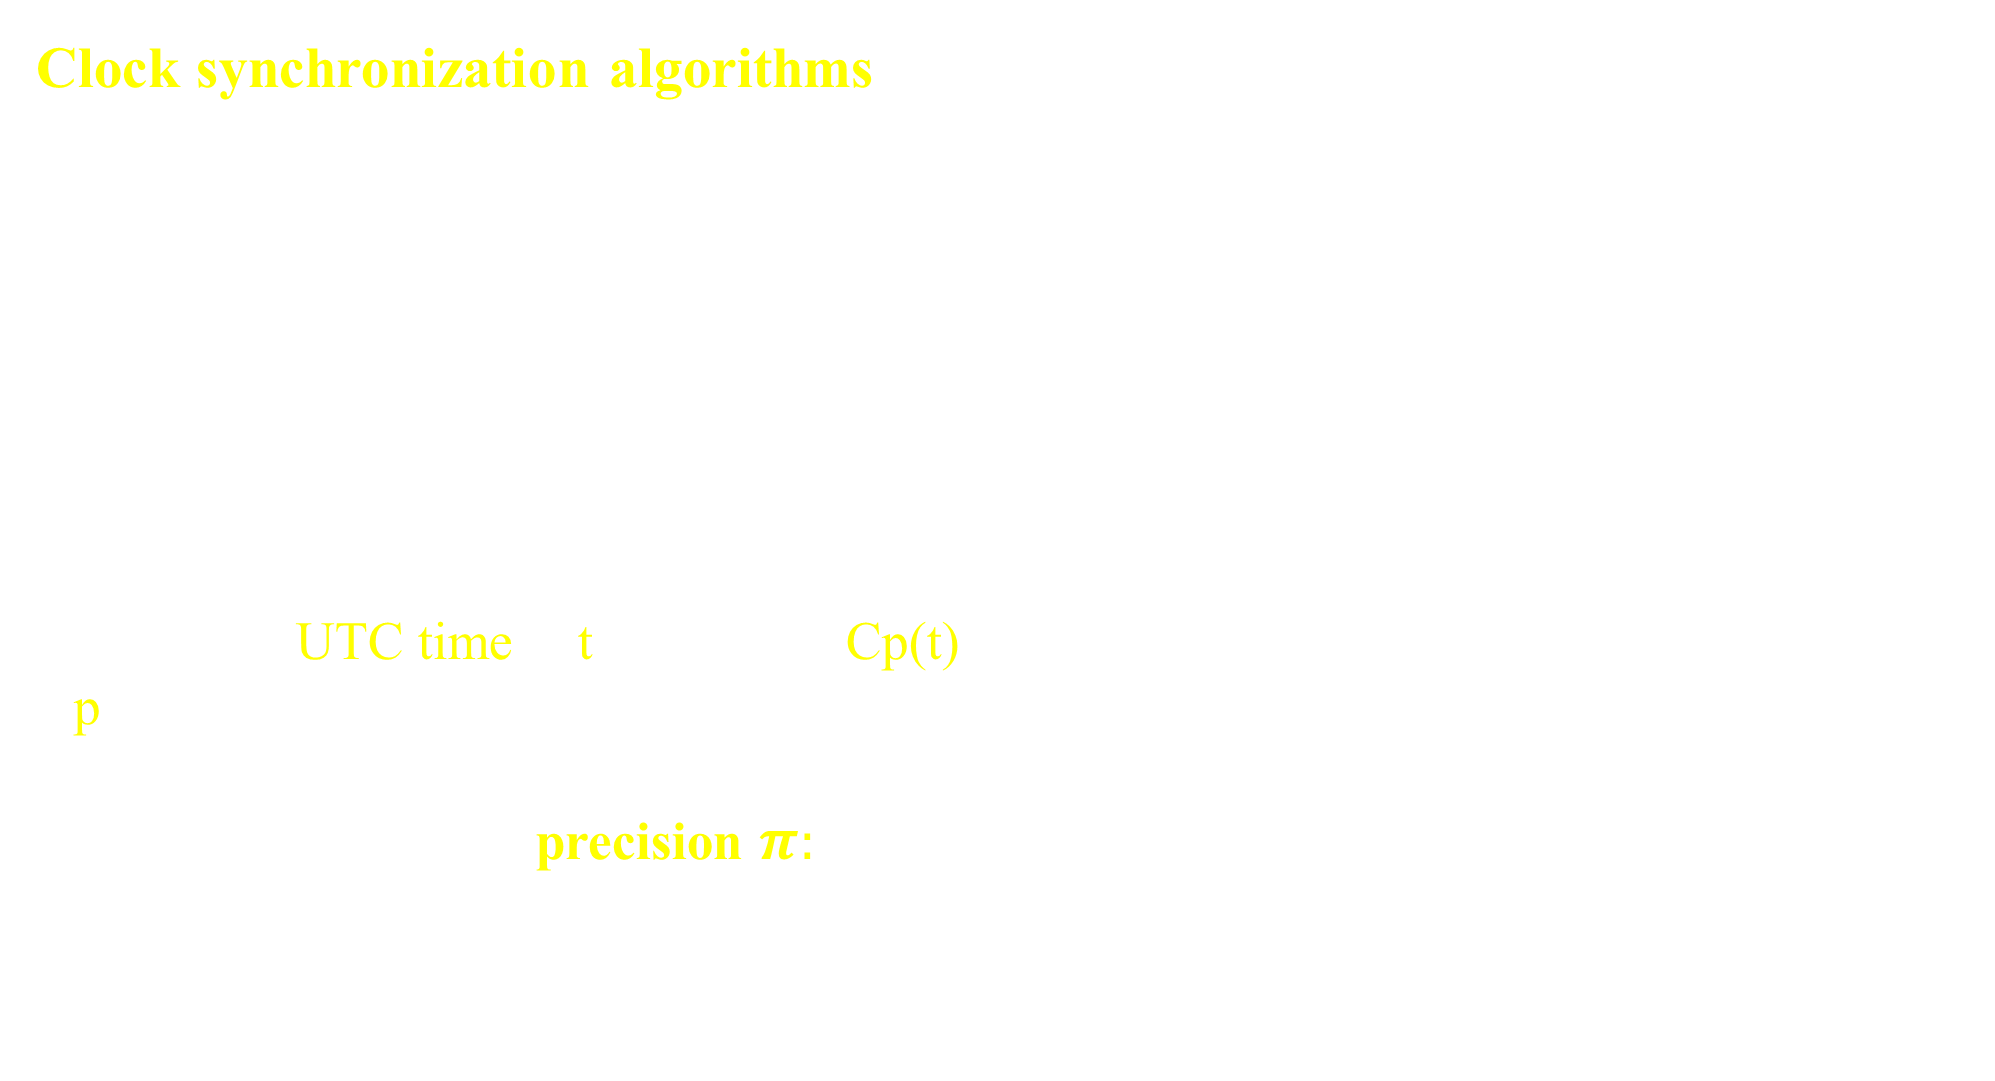 Clock synchronization algorithms
UTC time t Cp(t)
p
precision 𝝅: